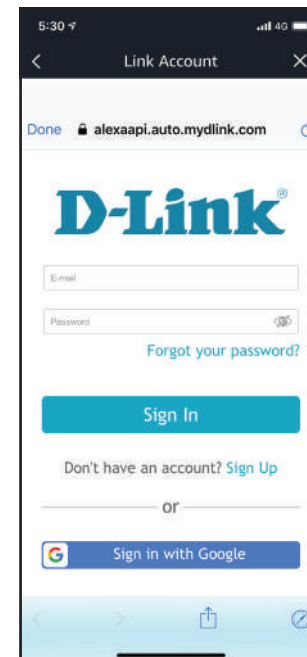 5:30
4G
Link Account
Done alexaapi.auto.mydlink.com
D-Link®
E-mail
Password
Forgot your password?
Sign In
Don't have an account? Sign Up
or
G Sign in with Google